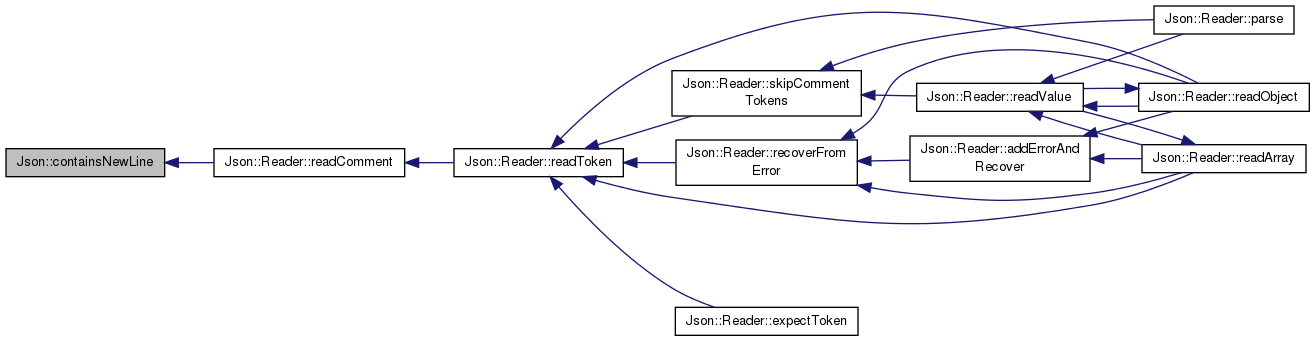 Json::containsNewLine
Json::Reader::readComment
Json::Reader::readToken
Json::Reader::skipComment
Tokens
Json::Reader::recoverFrom
Error
Json::Reader::expectToken
Json::Reader::readValue
Json::Reader::addErrorAnd
Recover
Json::Reader::parse
Json::Reader::readObject
Json::Reader::readArray